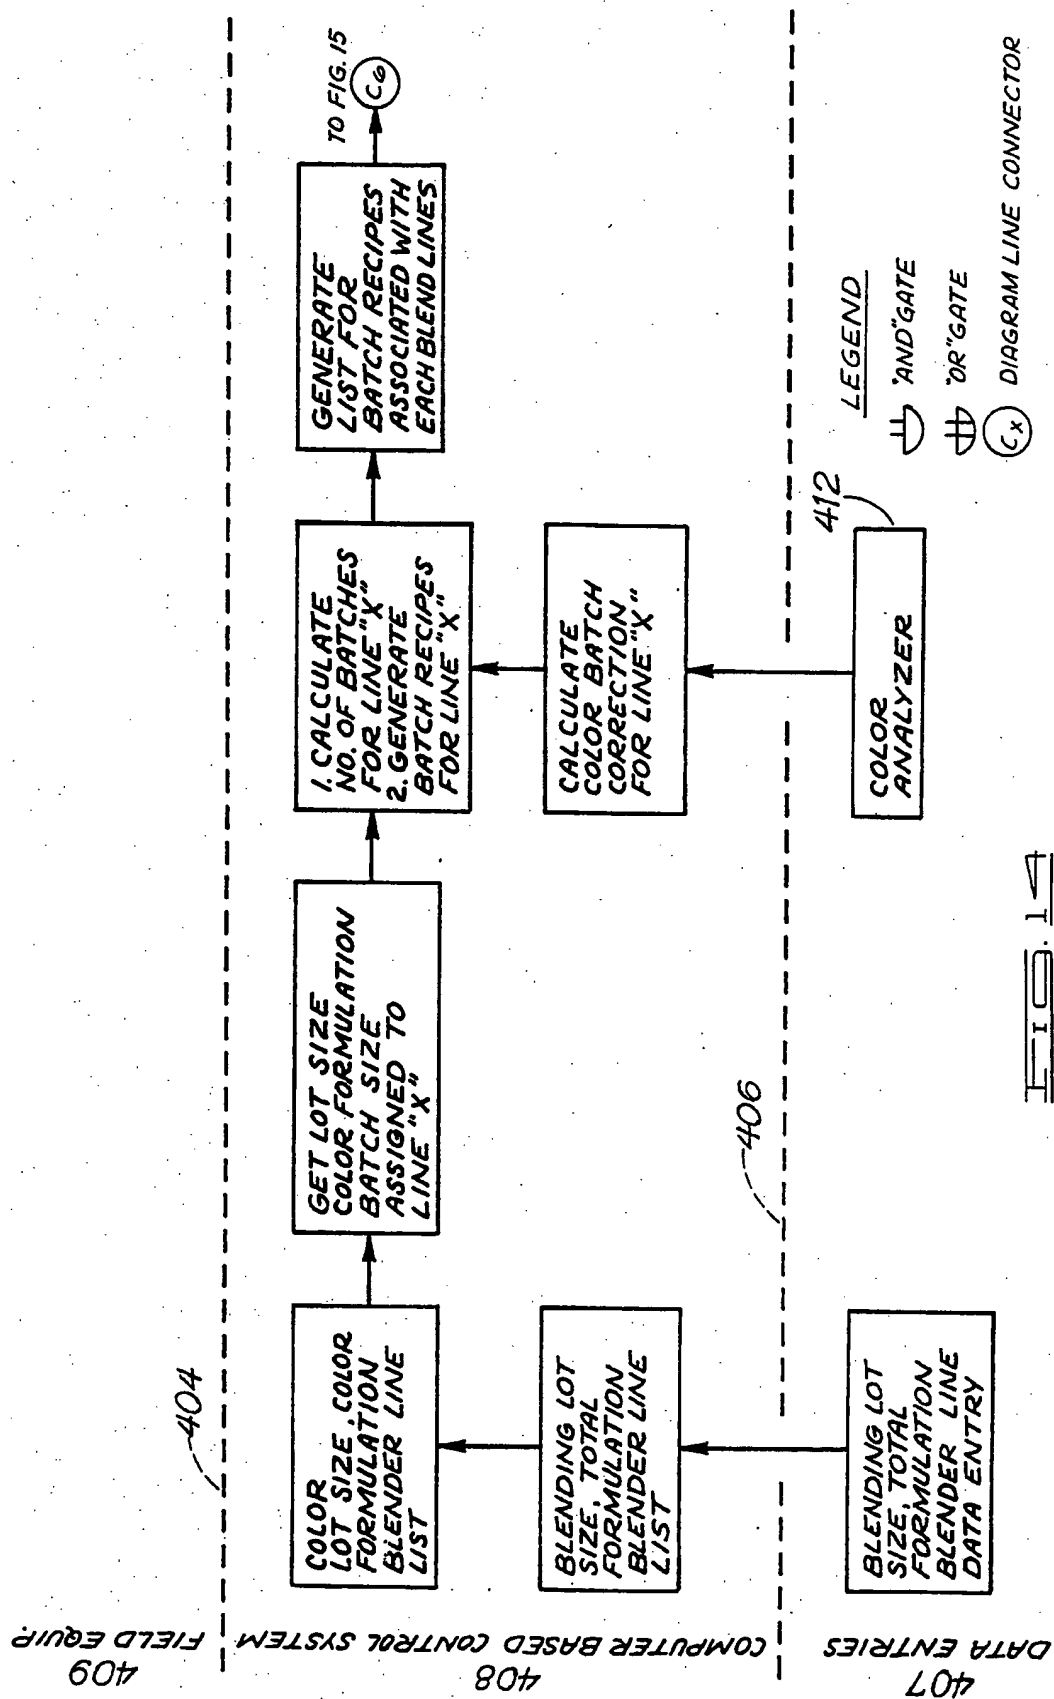 409
FIELD EQUIP.
404
COLOR
LOT SIZE, COLOR
FORMULATION
BLENDER LINE
LIST
GET LOT SIZE
COLOR FORMULATION
BATCH SIZE
ASSIGNED TO
LINE "X"
1. CALCULATE
NO. OF BATCHES
FOR LINE "X"
2. GENERATE
BATCH RECIPES
FOR LINE "X"
GENERATE
LIST FOR
BATCH RECIPES
ASSOCIATED WITH
EACH BLEND LINES
TO FIG. 15
C6
408
COMPUTER BASED CONTROL SYSTEM
BLENDING LOT
SIZE, TOTAL
FORMULATION
BLENDER LINE
LIST
CALCULATE
COLOR BATCH
CORRECTION
FOR LINE "X"
406
407
DATA ENTRIES
BLENDING LOT
SIZE, TOTAL
FORMULATION
BLENDER LINE
DATA ENTRY
COLOR
ANALYZER
412
LEGEND
"AND" GATE
"OR" GATE
Cx DIAGRAM LINE CONNECTOR
FIG. 14